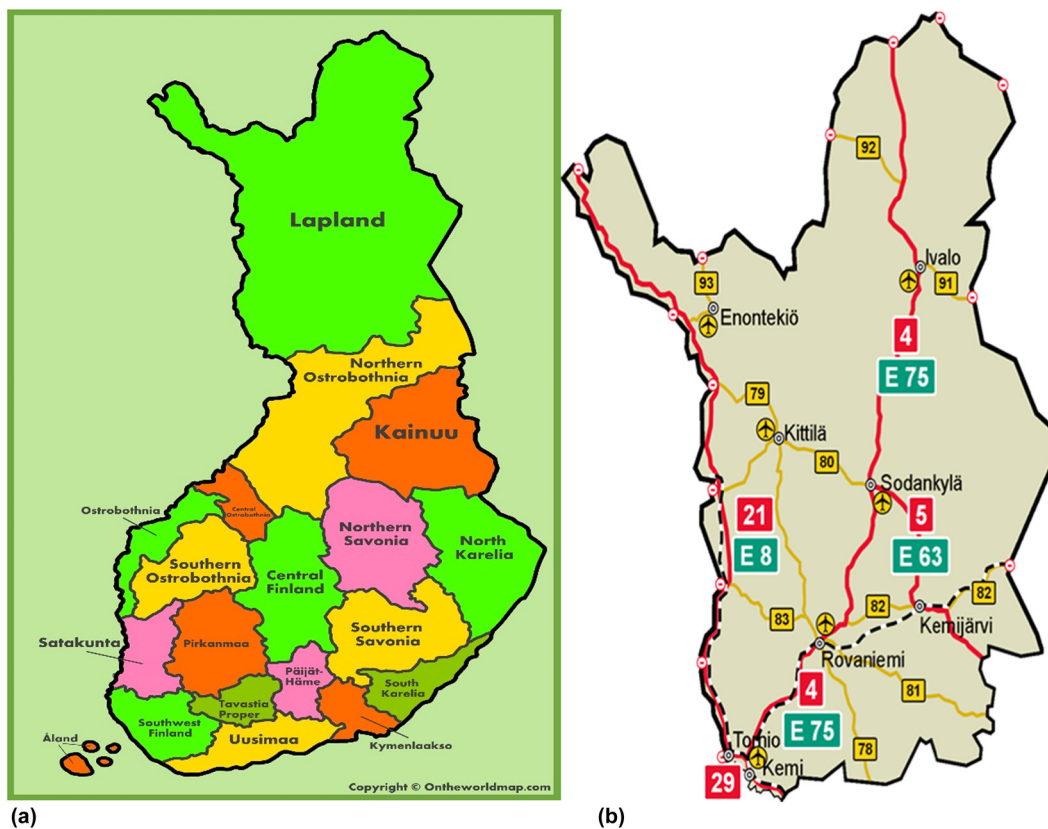 Lapland
Northern
Ostrobothnia
Kainuu
Ostrobothnia
Central
Ostrobothnia
Northern
Savonia
North
Karelia
Southern
Ostrobothnia
Central
Finland
Southern
Savonia
Satakunta
Pirkanmaa
Päijät-
Häme
South
Karelia
Tavastia
Proper
Southwest
Finland
Uusimaa
Kymenlaakso
Åland
Copyright © Ontheworldmap.com
(a)
92
Ivalo
93
91
Enontekiö
4
E 75
79
Kittilä
80
Sodankylä
21
5
E 8
E 63
82
82
83
Kemijärvi
Rovaniemi
4
81
E 75
78
Tornio
Kemi
29
(b)